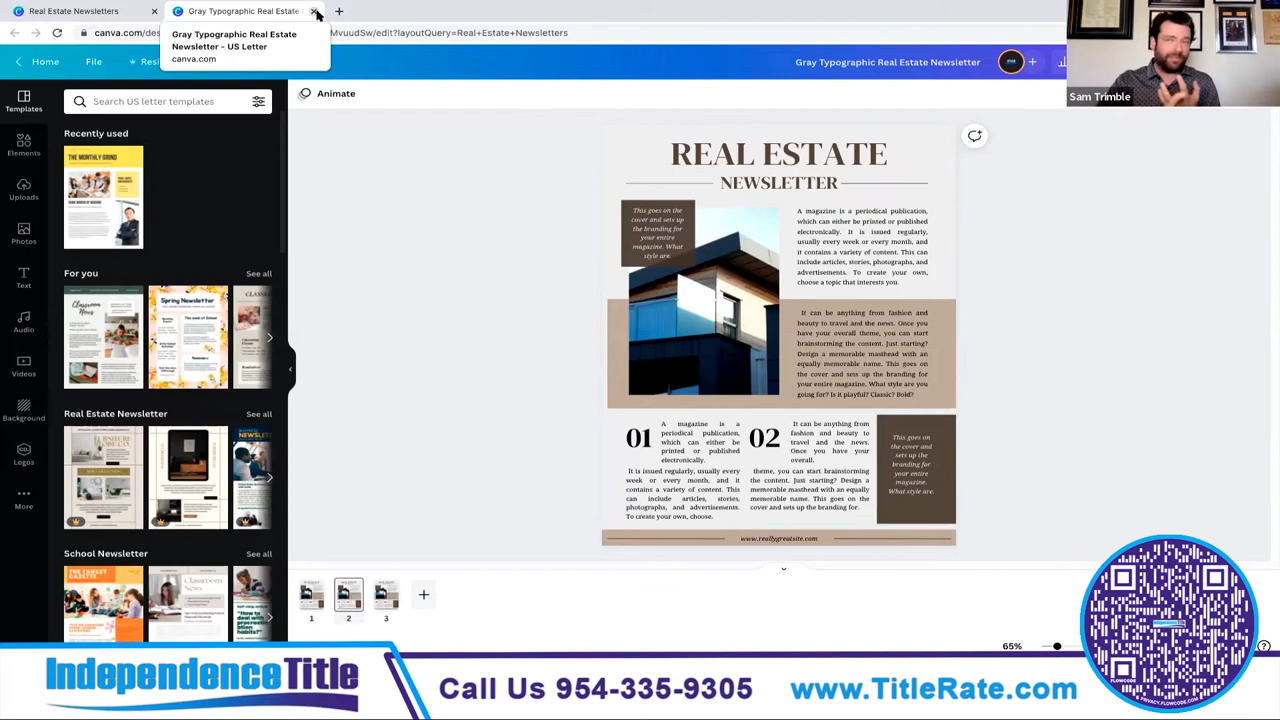 Real Estate Newsletters
Gray Typographic Real Estate
canva.com/des
MvuudSw/edit?layoutQuery=Real+Estate+Newsletters
Gray Typographic Real Estate
Newsletter - US Letter
canva.com
Home
File
Resi
Gray Typographic Real Estate Newsletter
Sam Trimble
Templates
Elements
Uploads
Photos
Text
Audio
Videos
Background
Logos
More
Search US letter templates
Recently used
THE MONTHLY GRIND
For you
See all
Classroom
News
Spring Newsletter
Real Estate Newsletter
See all
School Newsletter
See all
THE FAUGET
GAZETTE
Classroom
News
Animate
REAL ESTATE
NEWSLETTER
This goes on the
cover and sets up
the branding for
your entire
magazine. What
style are.
A magazine is a periodical publication,
which can either be printed or published
electronically. It is issued regularly,
usually every week or every month, and
it contains a variety of content. This can
include articles, stories, photographs, and
advertisements. To create your own,
choose a topic that interests you.
It can be anything from fashion and
beauty to travel and the news. Once you
have your overall theme, you can start
brainstorming the content. Just starting?
Design a memorable masthead with an
equally memorable name. This goes on
the cover and sets up the branding for
your entire magazine. What style are you
going for? Is it playful? Classic? Bold?
01
A magazine is a
periodical publication,
which can either be
printed or published
electronically.
It is issued regularly, usually every
week or every month, and it
contains a variety of content. This
can include articles, stories,
photographs, and advertisements.
To create your own, choose.
02
It can be anything from
fashion and beauty to
travel and the news.
Once you have your
overall.
theme, you can start brainstorming
the content. Just starting? Design a
memorable masthead with an equally
memorable name. This goes on the
cover and sets up the branding for.
This goes on
the cover and
sets up the
branding for
your entire
magazine.
What style are.
www.reallygreatsite.com
1
2
3
65%
IndependenceTitle
Call Us 954-335-9305
www.TitleRate.com
FLOWCODE
PRIVACY.FLOWCODE.COM